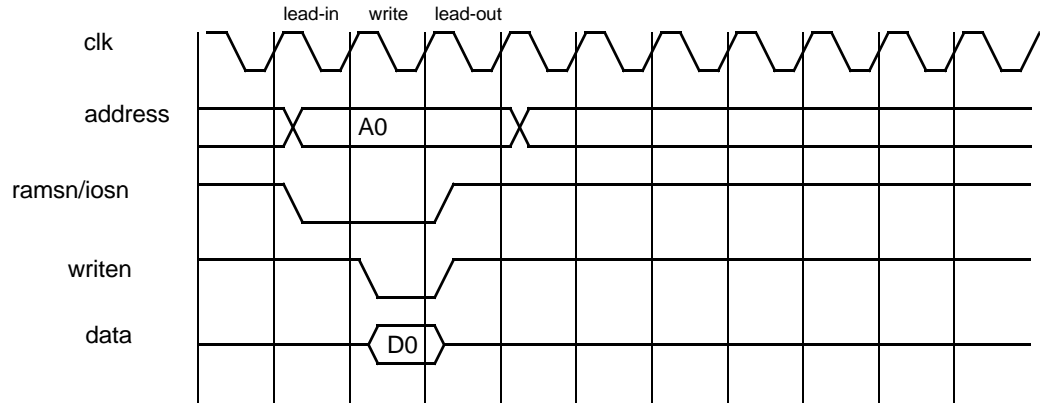 lead-in write lead-out
clk
address
A0
ramsn/iosn
writen
data
D0